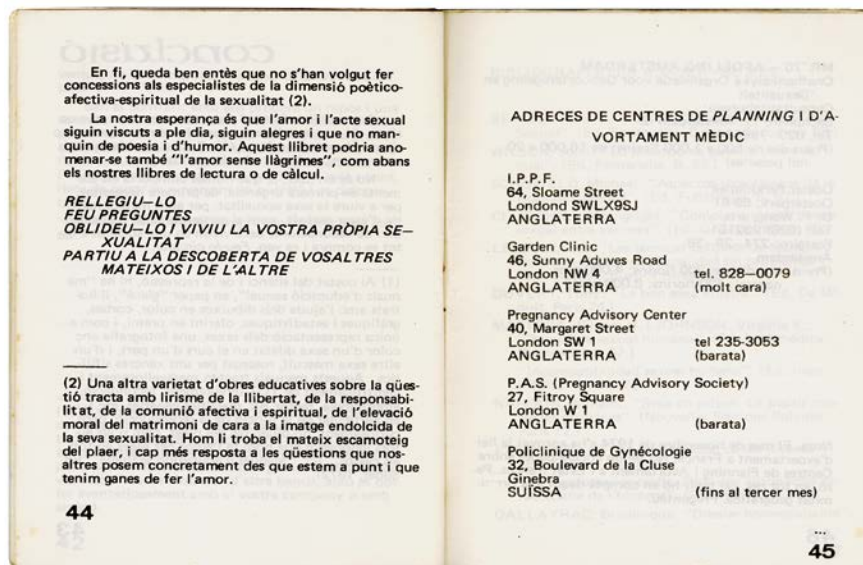 En fi, queda ben entès que no s'han volgut fer
concessions als especialistes de la dimensió poètico-
afectiva-espiritual de la sexualitat (2).
La nostra esperança és que l'amor i l'acte sexual
siguin viscuts a ple dia, siguin alegres i que no man-
quin de poesia i d'humor. Aquest llibret podria ano-
menar-se també "l'amor sense llàgrimes", com abans
els nostres llibres de lectura o de càlcul.
RELLEGIU—LO
FEU PREGUNTES
OBLIDEU—LO I VIVIU LA VOSTRA PRÒPIA SE—
XUALITAT
PARTIU A LA DESCOBERTA DE VOSALTRES
MATEIXOS I DE L'ALTRE
(2) Una altra varietat d'obres educatives sobre la qües-
tió tracta amb lirisme de la llibertat, de la responsabi-
litat, de la comunió afectiva i espiritual, de l'elevació
moral del matrimoni de cara a la imatge endolcida de
la seva sexualitat. Hom li troba el mateix escamoteig
del plaer, i cap més resposta a les qüestions que nos-
altres posem concretament des que estem a punt i que
tenim ganes de fer l'amor.
44
ADRECES DE CENTRES DE PLANNING I D'A-
VORTAMENT MÈDIC
I.P.P.F.
64, Sloame Street
Londond SWLX9SJ
ANGLATERRA
Garden Clinic
46, Sunny Aduves Road
London NW 4 tel. 828—0079
ANGLATERRA (molt cara)
Pregnancy Advisory Center
40, Margaret Street
London SW 1 tel 235-3053
ANGLATERRA (barata)
P.A.S. (Pregnancy Advisory Society)
27, Fitroy Square
London W 1
ANGLATERRA (barata)
Policlinique de Gynécologie
32, Boulevard de la Cluse
Ginebra
SUÏSSA (fins al tercer mes)
...
45